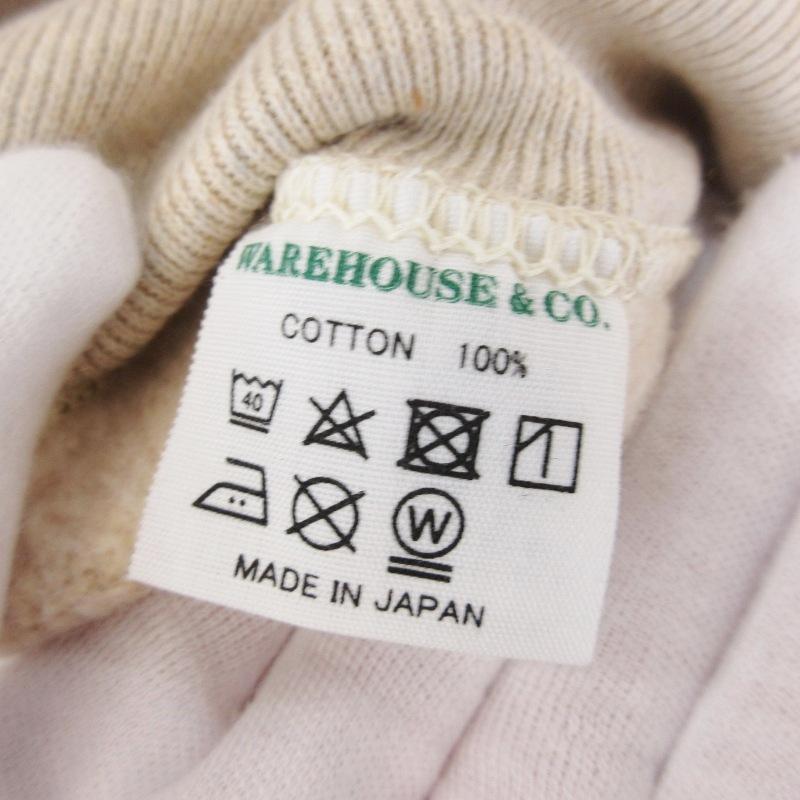 WAREHOUSE & CO.
COTTON 100%
40
W
MADE IN JAPAN